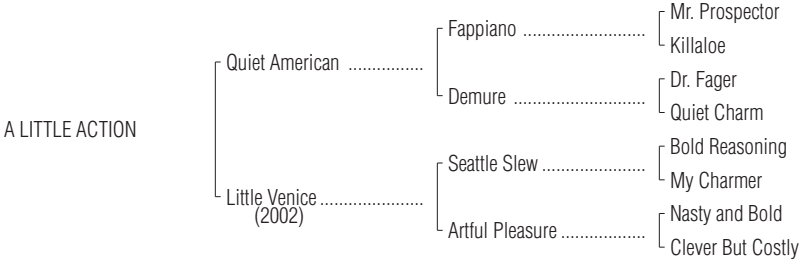 Mr. Prospector
Fappiano ..........................
Killaloe
Quiet American ................
Dr. Fager
Demure ............................
Quiet Charm
A LITTLE ACTION
Bold Reasoning
Seattle Slew ......................
My Charmer
Little Venice ......................
(2002)
Nasty and Bold
Artful Pleasure ..................
Clever But Costly